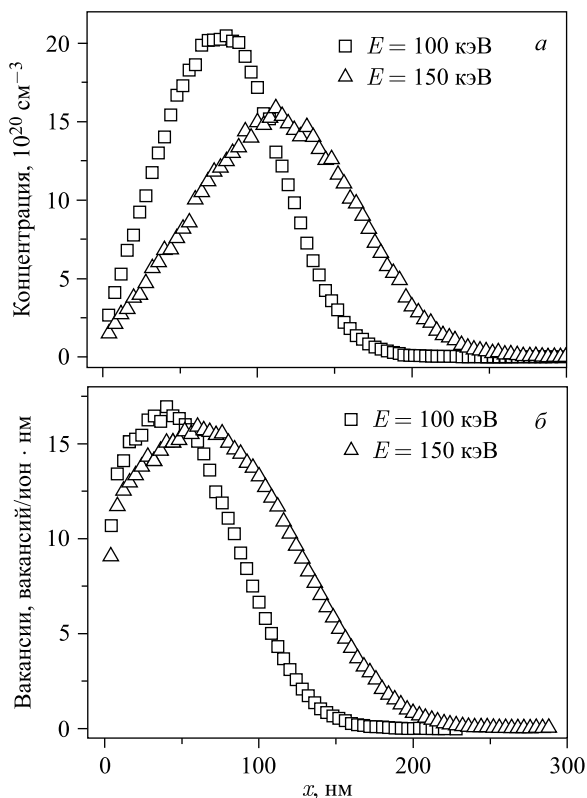 Концентрация, 10²⁰ см⁻³
20
15
10
5
0
□ E = 100 кэВ
△ E = 150 кэВ
а
Вакансии, вакансий/ион · нм
15
10
5
0
□ E = 100 кэВ
△ E = 150 кэВ
б
0 100 200 300
x, нм